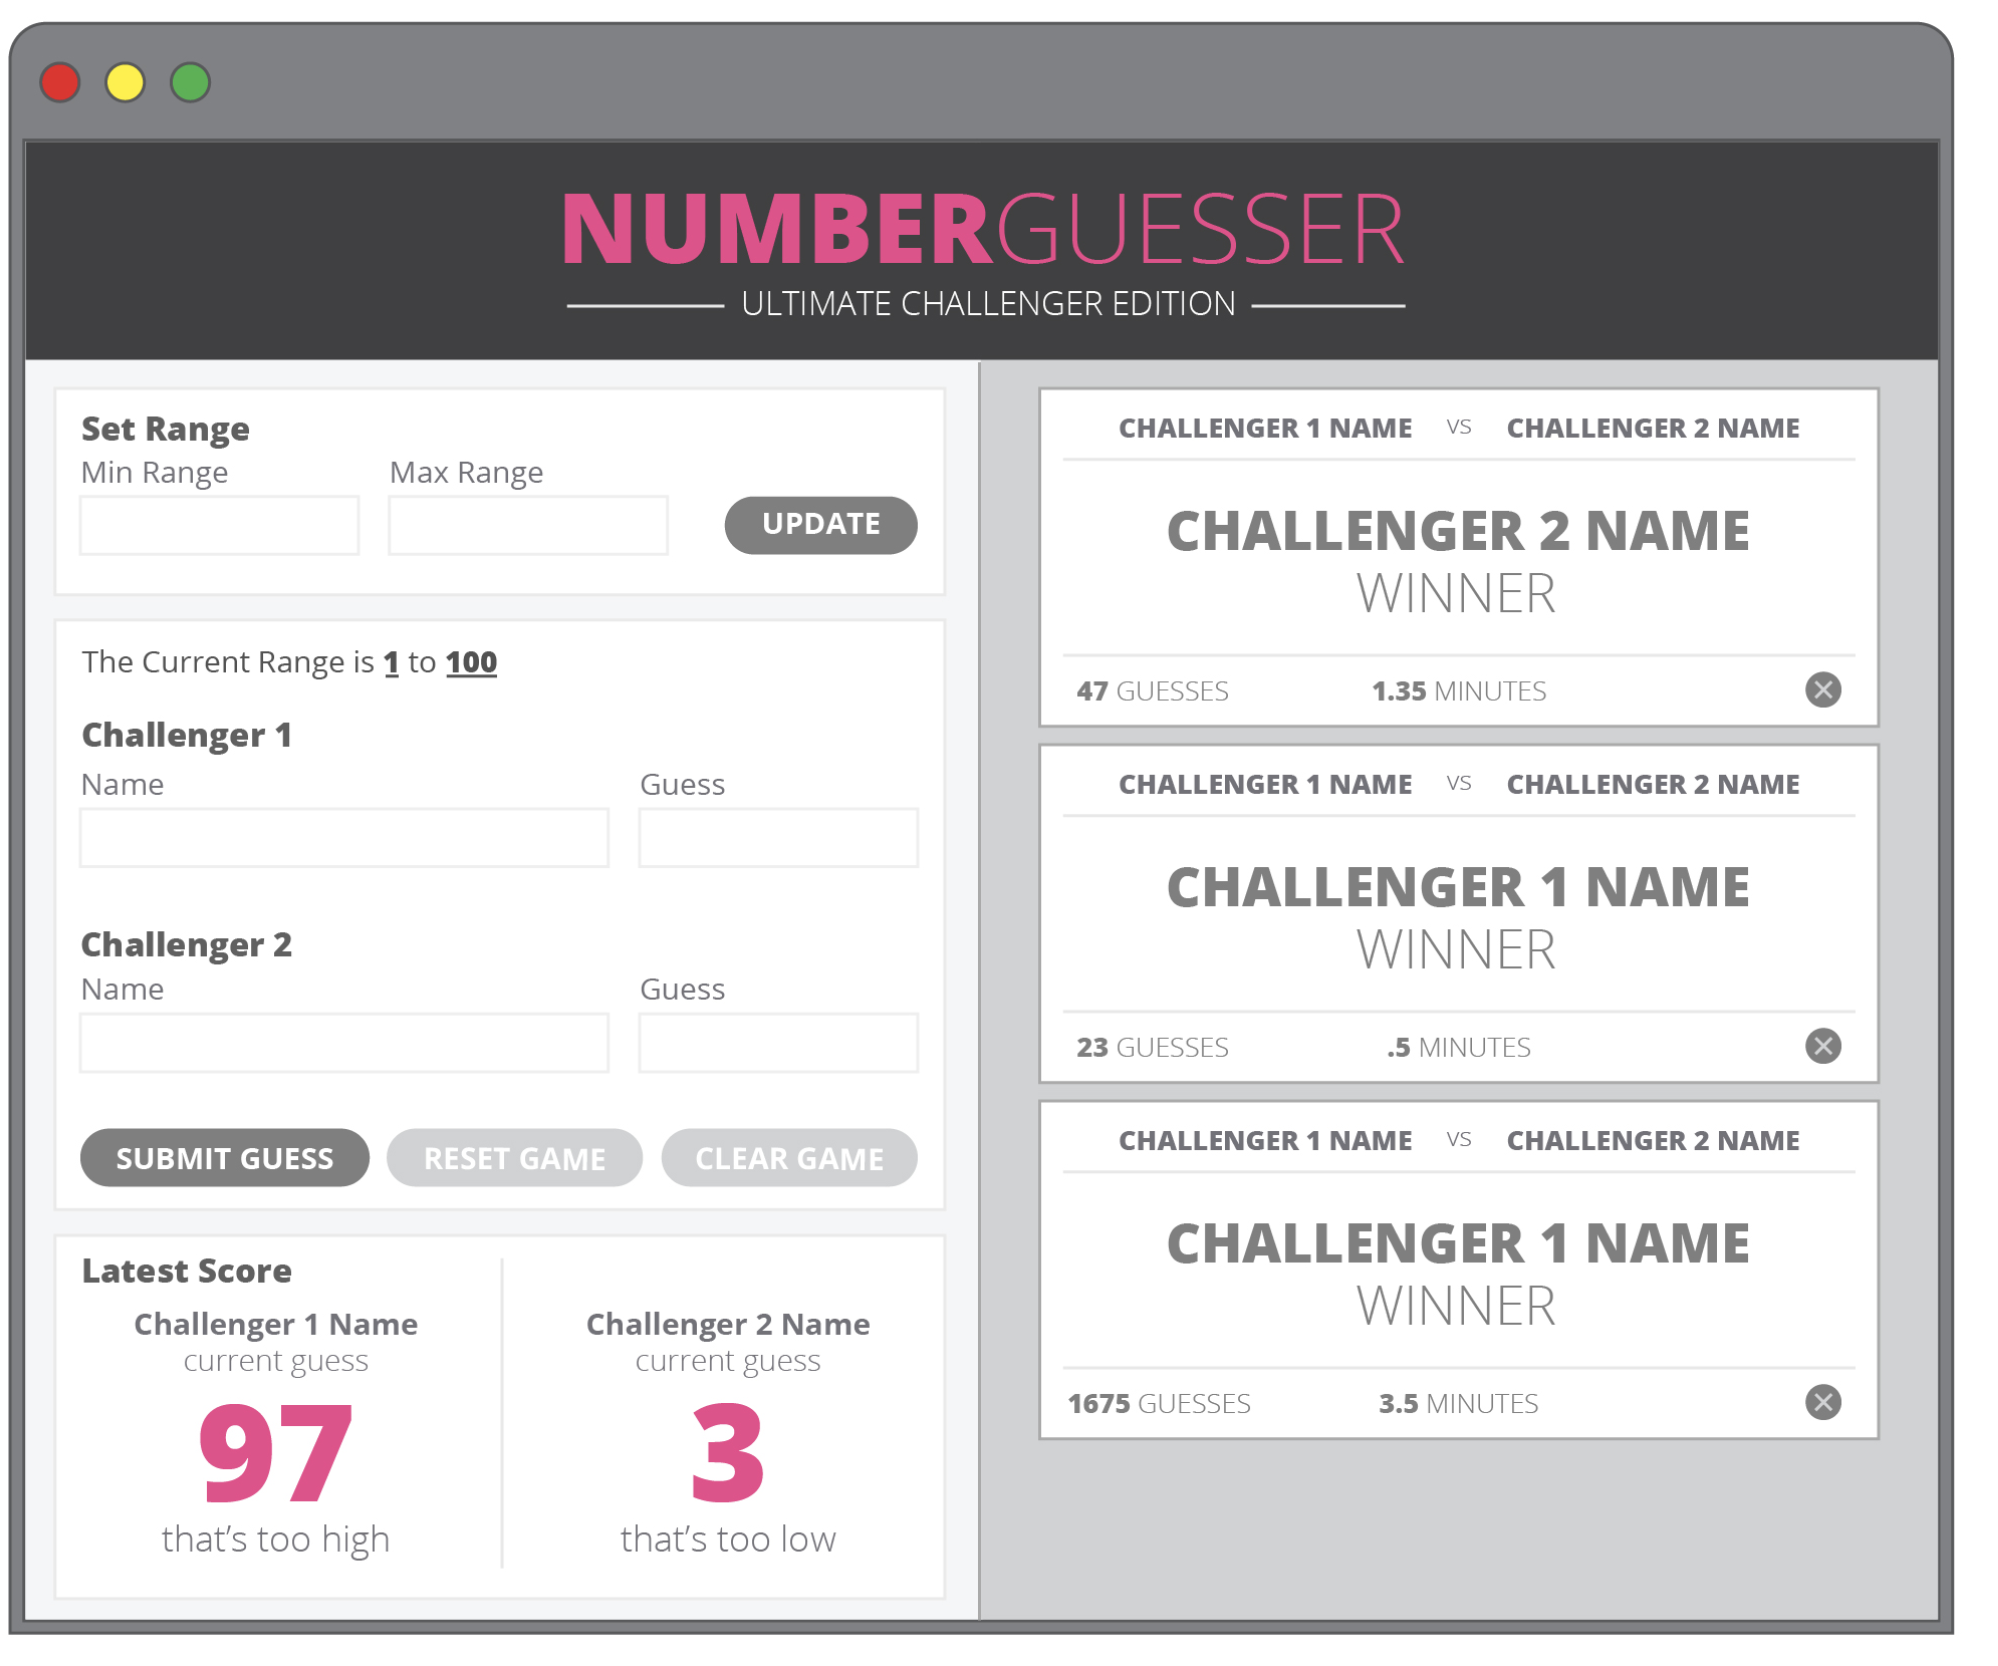 NUMBERGUESSER
ULTIMATE CHALLENGER EDITION
Set Range
Min Range Max Range
UPDATE
The Current Range is 1 to 100
Challenger 1
Name Guess
Challenger 2
Name Guess
SUBMIT GUESS RESET GAME CLEAR GAME
Latest Score
Challenger 1 Name
current guess
97
that’s too high
Challenger 2 Name
current guess
3
that’s too low
CHALLENGER 1 NAME VS CHALLENGER 2 NAME
CHALLENGER 2 NAME
WINNER
47 GUESSES 1.35 MINUTES
CHALLENGER 1 NAME VS CHALLENGER 2 NAME
CHALLENGER 1 NAME
WINNER
23 GUESSES .5 MINUTES
CHALLENGER 1 NAME VS CHALLENGER 2 NAME
CHALLENGER 1 NAME
WINNER
1675 GUESSES 3.5 MINUTES